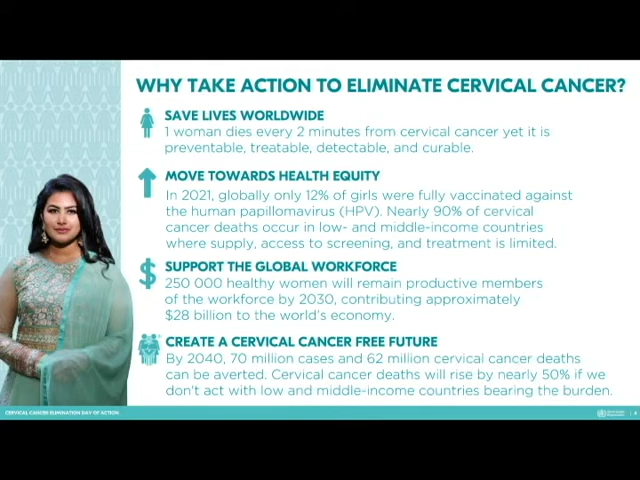 WHY TAKE ACTION TO ELIMINATE CERVICAL CANCER?
SAVE LIVES WORLDWIDE
1 woman dies every 2 minutes from cervical cancer yet it is
preventable, treatable, detectable, and curable.
MOVE TOWARDS HEALTH EQUITY
In 2021, globally only 12% of girls were fully vaccinated against
the human papillomavirus (HPV). Nearly 90% of cervical
cancer deaths occur in low- and middle-income countries
where supply, access to screening, and treatment is limited.
$ SUPPORT THE GLOBAL WORKFORCE
250 000 healthy women will remain productive members
of the workforce by 2030, contributing approximately
$28 billion to the world's economy.
CREATE A CERVICAL CANCER FREE FUTURE
By 2040, 70 million cases and 62 million cervical cancer deaths
can be averted. Cervical cancer deaths will rise by nearly 50% if we
don't act with low and middle-income countries bearing the burden.
CERVICAL CANCER ELIMINATION DAY OF ACTION